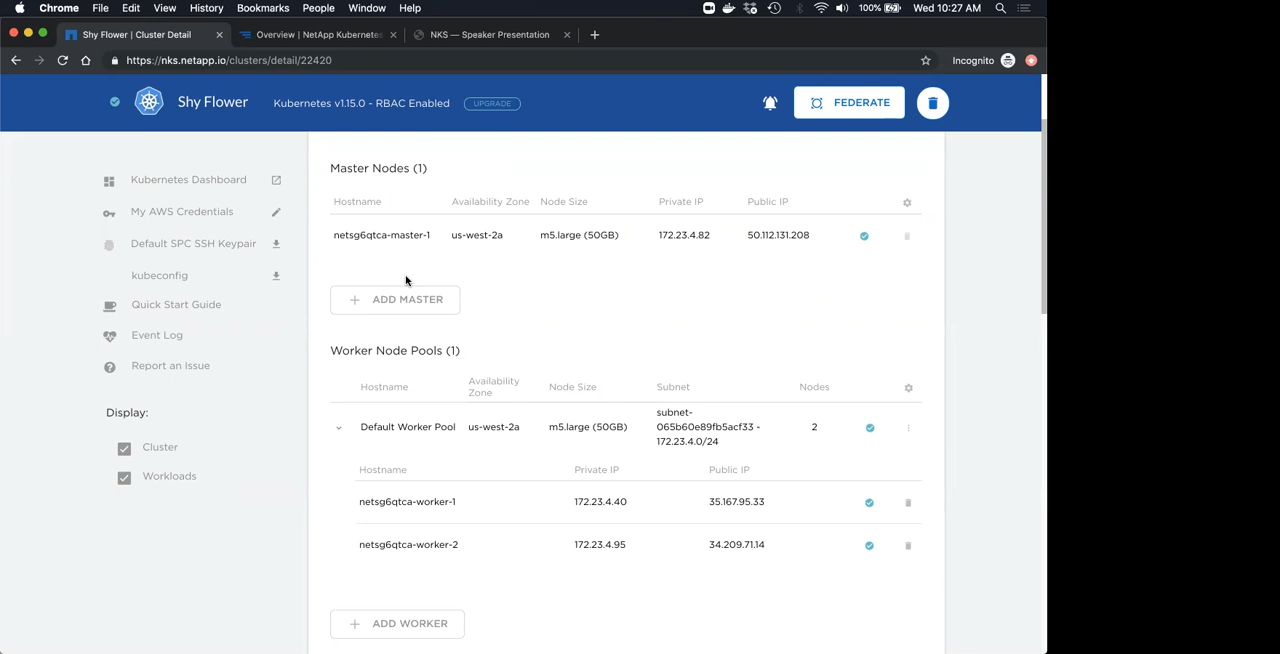 Chrome File Edit View History Bookmarks People Window Help 100% Wed 10:27 AM
Shy Flower | Cluster Detail Overview | NetApp Kubernetes NKS — Speaker Presentation
https://nks.netapp.io/clusters/detail/22420 Incognito
Shy Flower Kubernetes v1.15.0 - RBAC Enabled UPGRADE FEDERATE
Kubernetes Dashboard
My AWS Credentials
Default SPC SSH Keypair
kubeconfig
Quick Start Guide
Event Log
Report an Issue
Display:
Cluster
Workloads
Master Nodes (1)
Hostname Availability Zone Node Size Private IP Public IP
netsg6qtca-master-1 us-west-2a m5.large (50GB) 172.23.4.82 50.112.131.208
+ ADD MASTER
Worker Node Pools (1)
Hostname Availability Zone Node Size Subnet Nodes
Default Worker Pool us-west-2a m5.large (50GB) subnet-065b60e89fb5acf33 - 172.23.4.0/24 2
Hostname Private IP Public IP
netsg6qtca-worker-1 172.23.4.40 35.167.95.33
netsg6qtca-worker-2 172.23.4.95 34.209.71.14
+ ADD WORKER